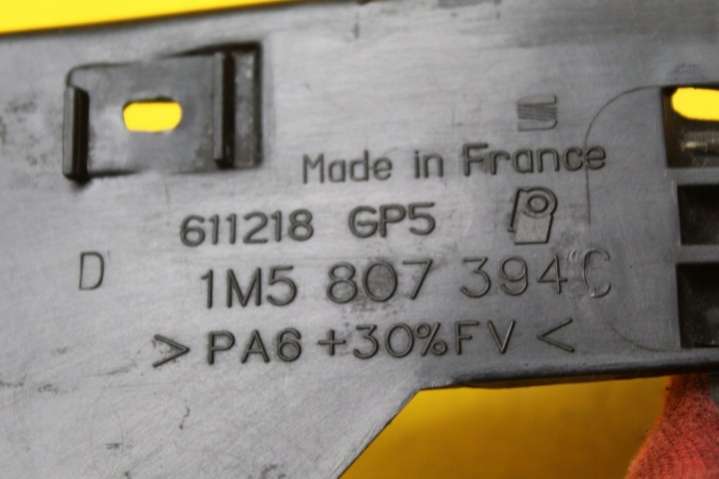 Made in France
611218 GP5
D
1M5 807 394 C
>PA6+30%FV<